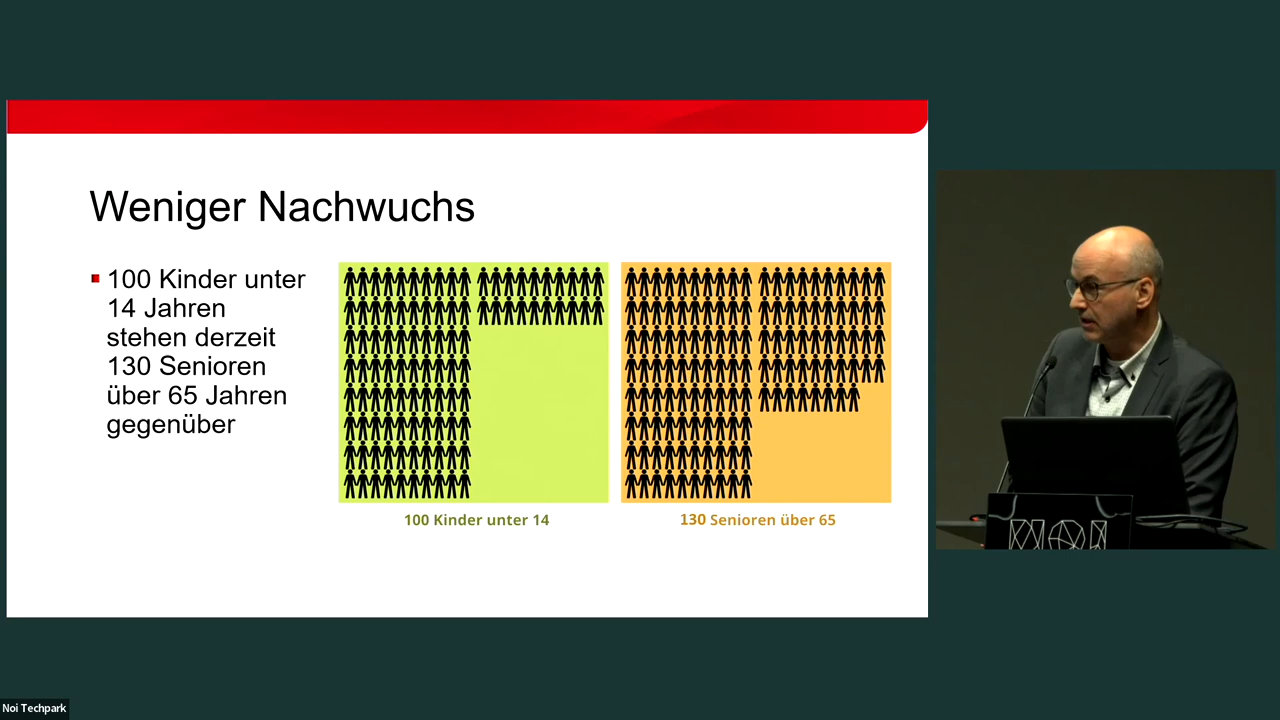 Weniger Nachwuchs
100 Kinder unter
14 Jahren
stehen derzeit
130 Senioren
über 65 Jahren
gegenüber
100 Kinder unter 14
130 Senioren über 65
NOI
Noi Techpark